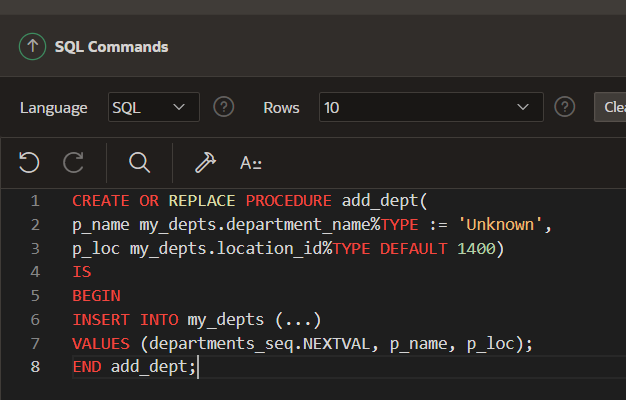 SQL Commands
Language SQL ? Rows 10 ? Clea
A::
1 CREATE OR REPLACE PROCEDURE add_dept(
2 p_name my_depts.department_name%TYPE := 'Unknown',
3 p_loc my_depts.location_id%TYPE DEFAULT 1400)
4 IS
5 BEGIN
6 INSERT INTO my_depts (...)
7 VALUES (departments_seq.NEXTVAL, p_name, p_loc);
8 END add_dept;